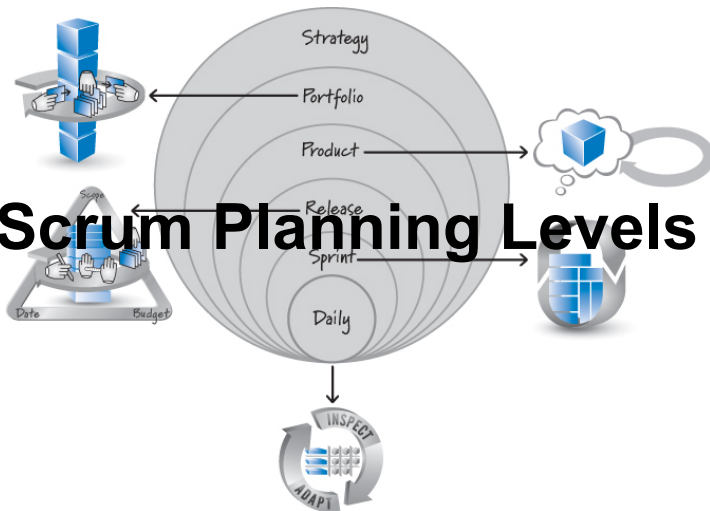 Strategy
Portfolio
Product
Scope
Release
Scrum Planning Levels
Sprint
Date
Budget
Daily
INSPECT
ADAPT